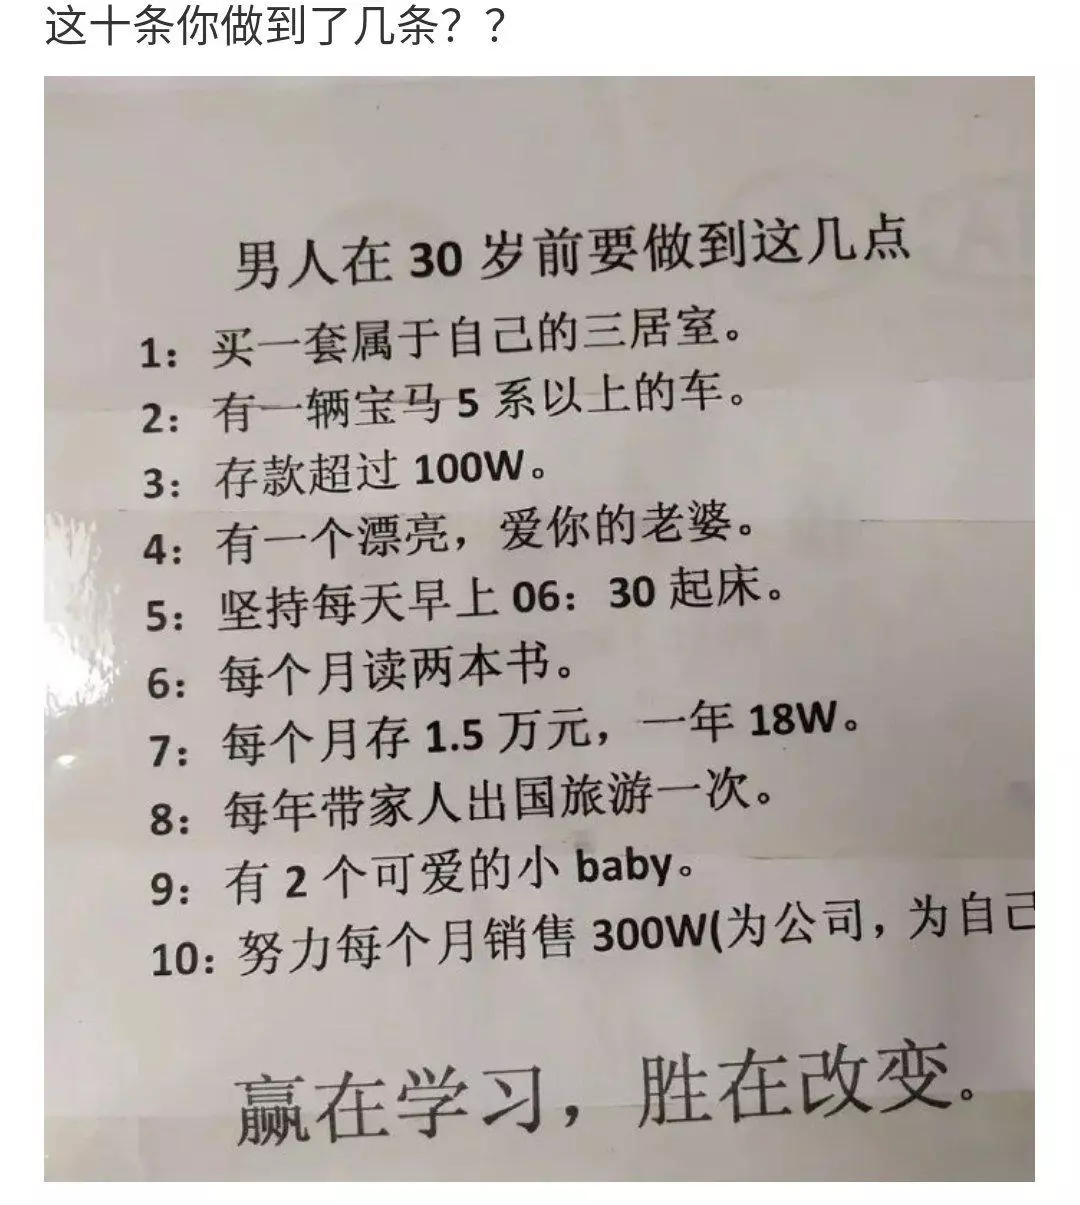 这十条你做到了几条？？
男人在 30 岁前要做到这几点
1：买一套属于自己的三居室。
2：有一辆宝马 5 系以上的车。
3：存款超过 100W。
4：有一个漂亮，爱你的老婆。
5：坚持每天早上 06：30 起床。
6：每个月读两本书。
7：每个月存 1.5 万元，一年 18W。
8：每年带家人出国旅游一次。
9：有 2 个可爱的小 baby。
10：努力每个月销售 300W(为公司，为自己
赢在学习，胜在改变。